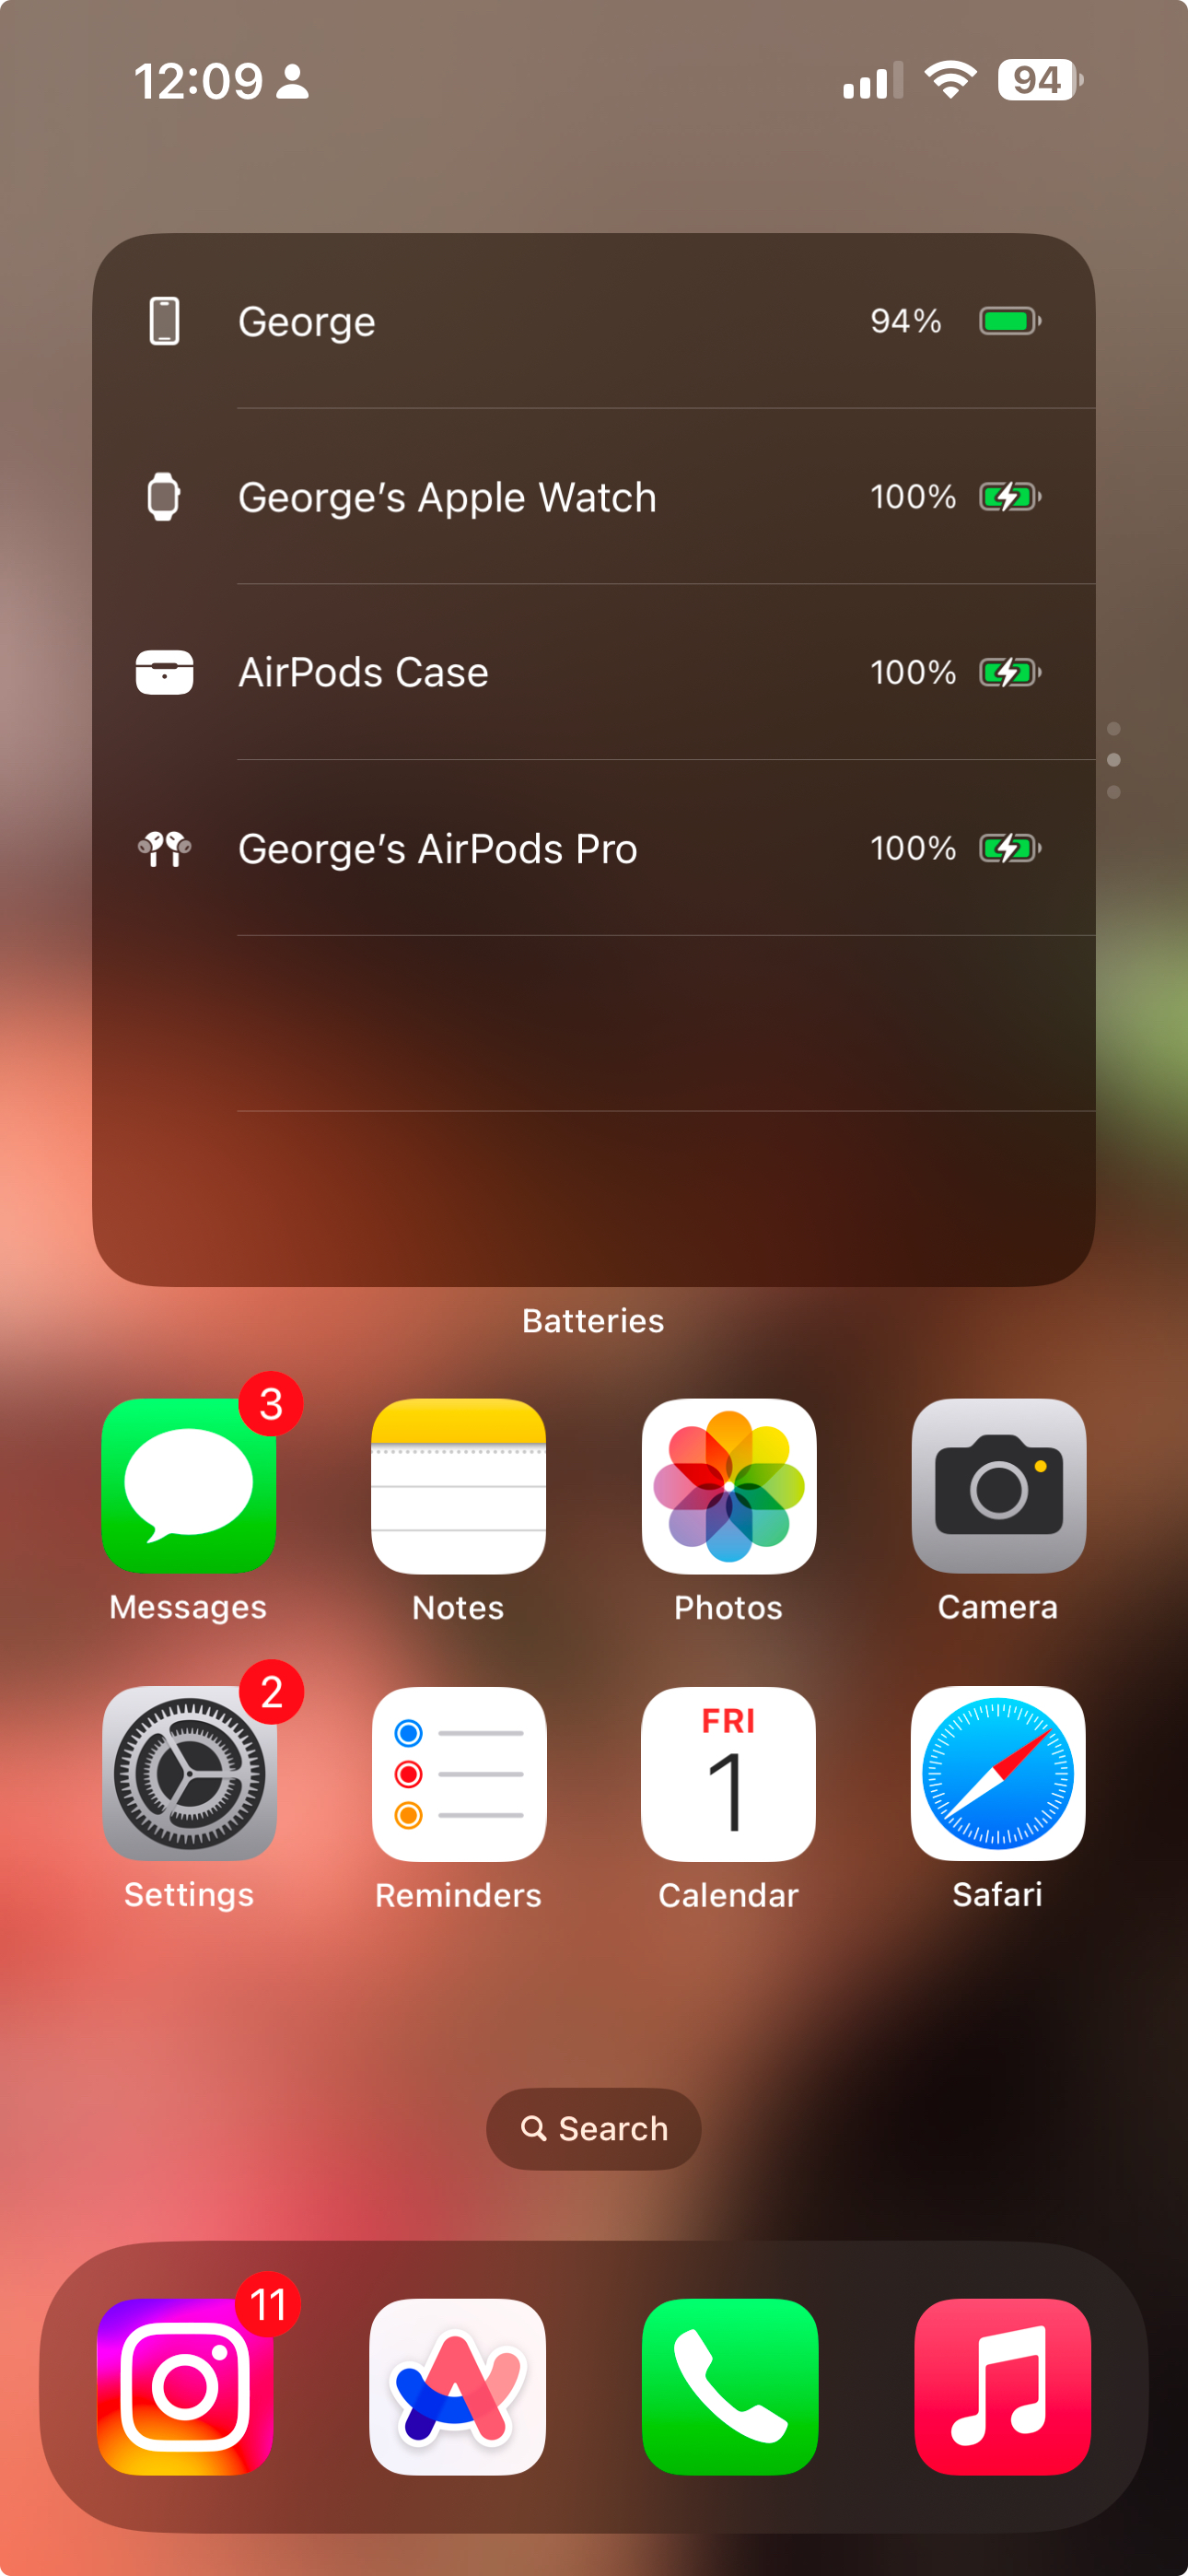 12:09
94
George 94%
George’s Apple Watch 100%
AirPods Case 100%
George’s AirPods Pro 100%
Batteries
3
Messages Notes Photos Camera
2
FRI
1
Settings Reminders Calendar Safari
Search
11